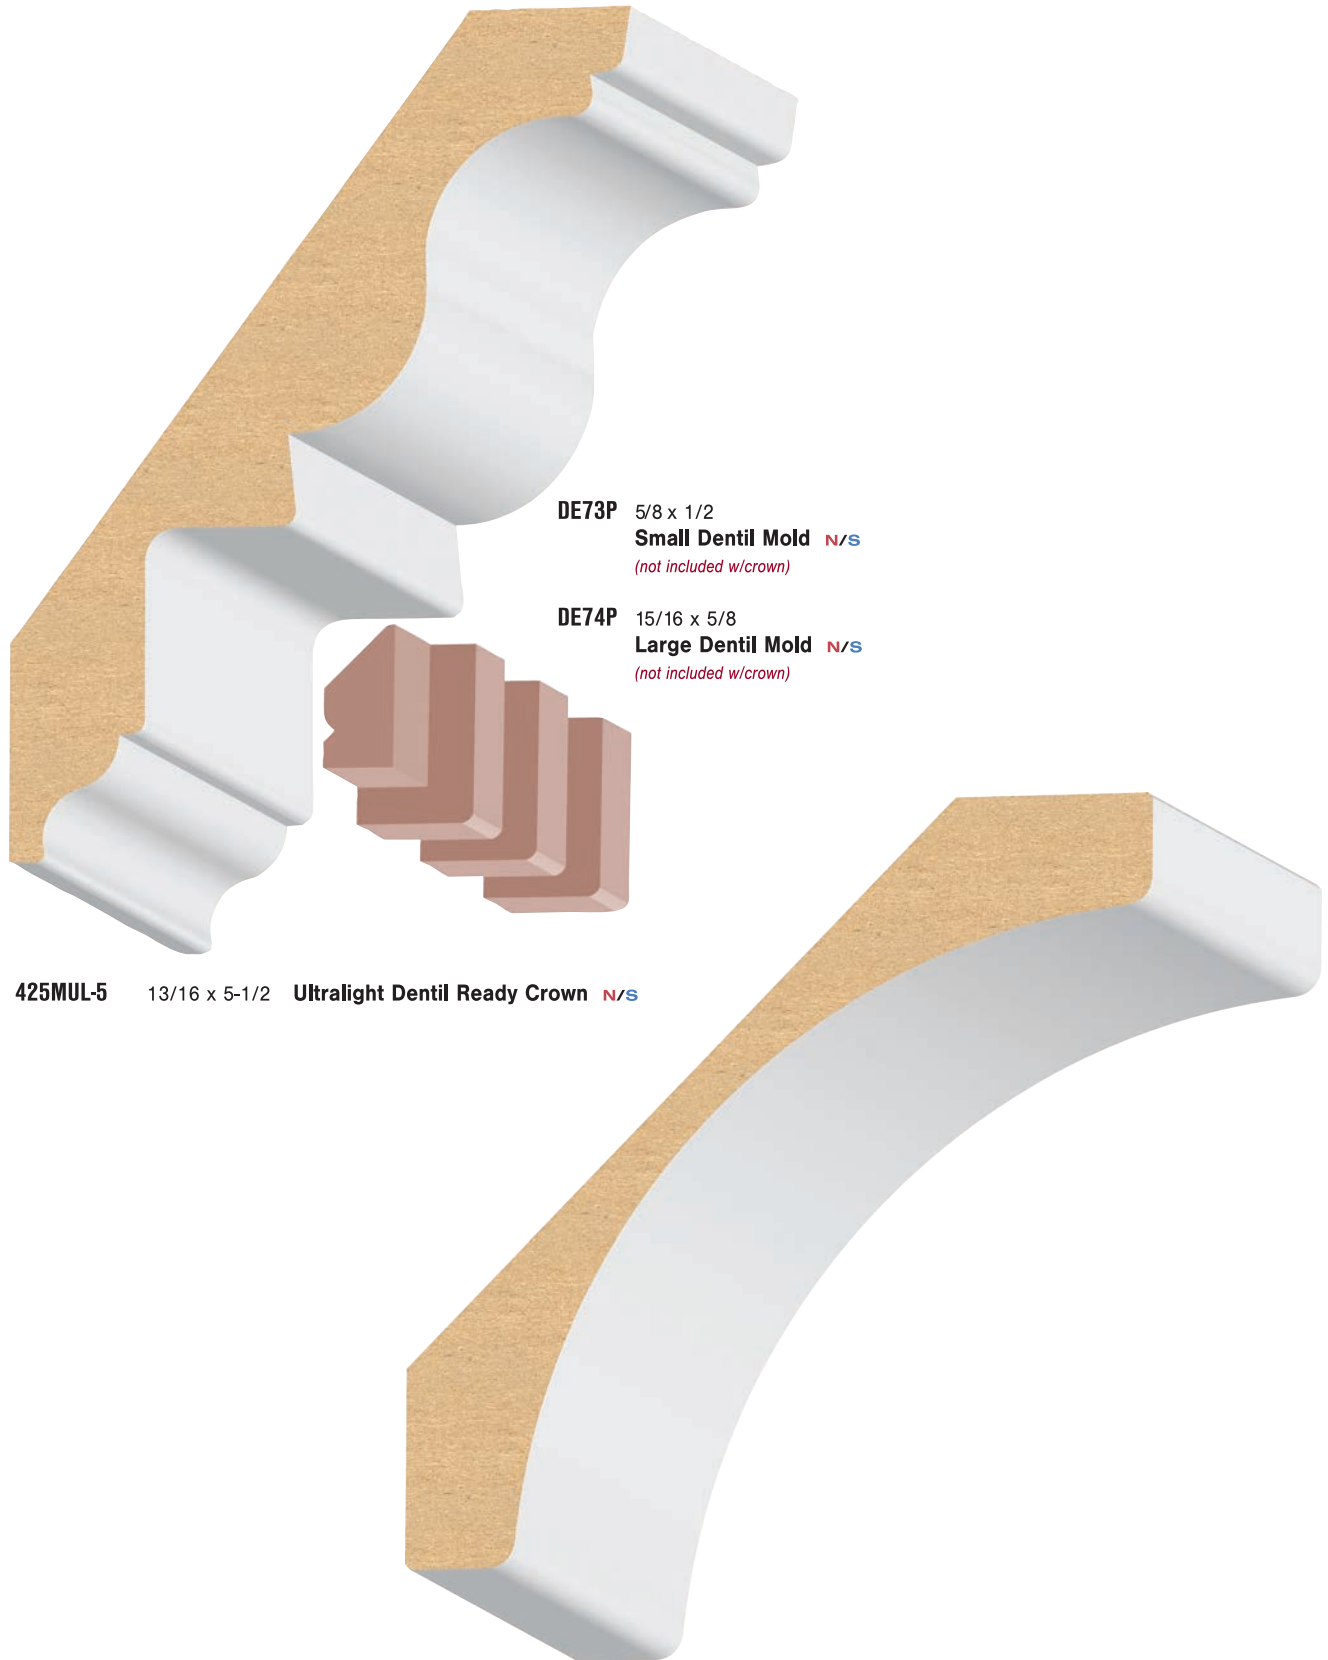 DE73P 5/8 x 1/2
Small Dentil Mold N/S
(not included w/crown)
DE74P 15/16 x 5/8
Large Dentil Mold N/S
(not included w/crown)
425MUL-5 13/16 x 5-1/2 Ultralight Dentil Ready Crown N/S